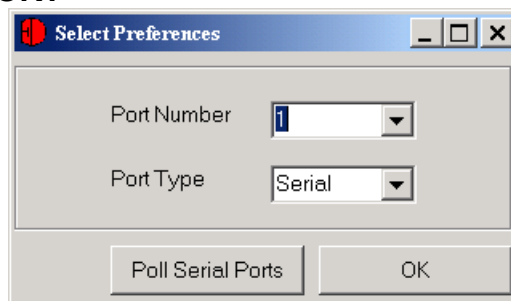 Select Preferences
Port Number 1
Port Type Serial
Poll Serial Ports OK